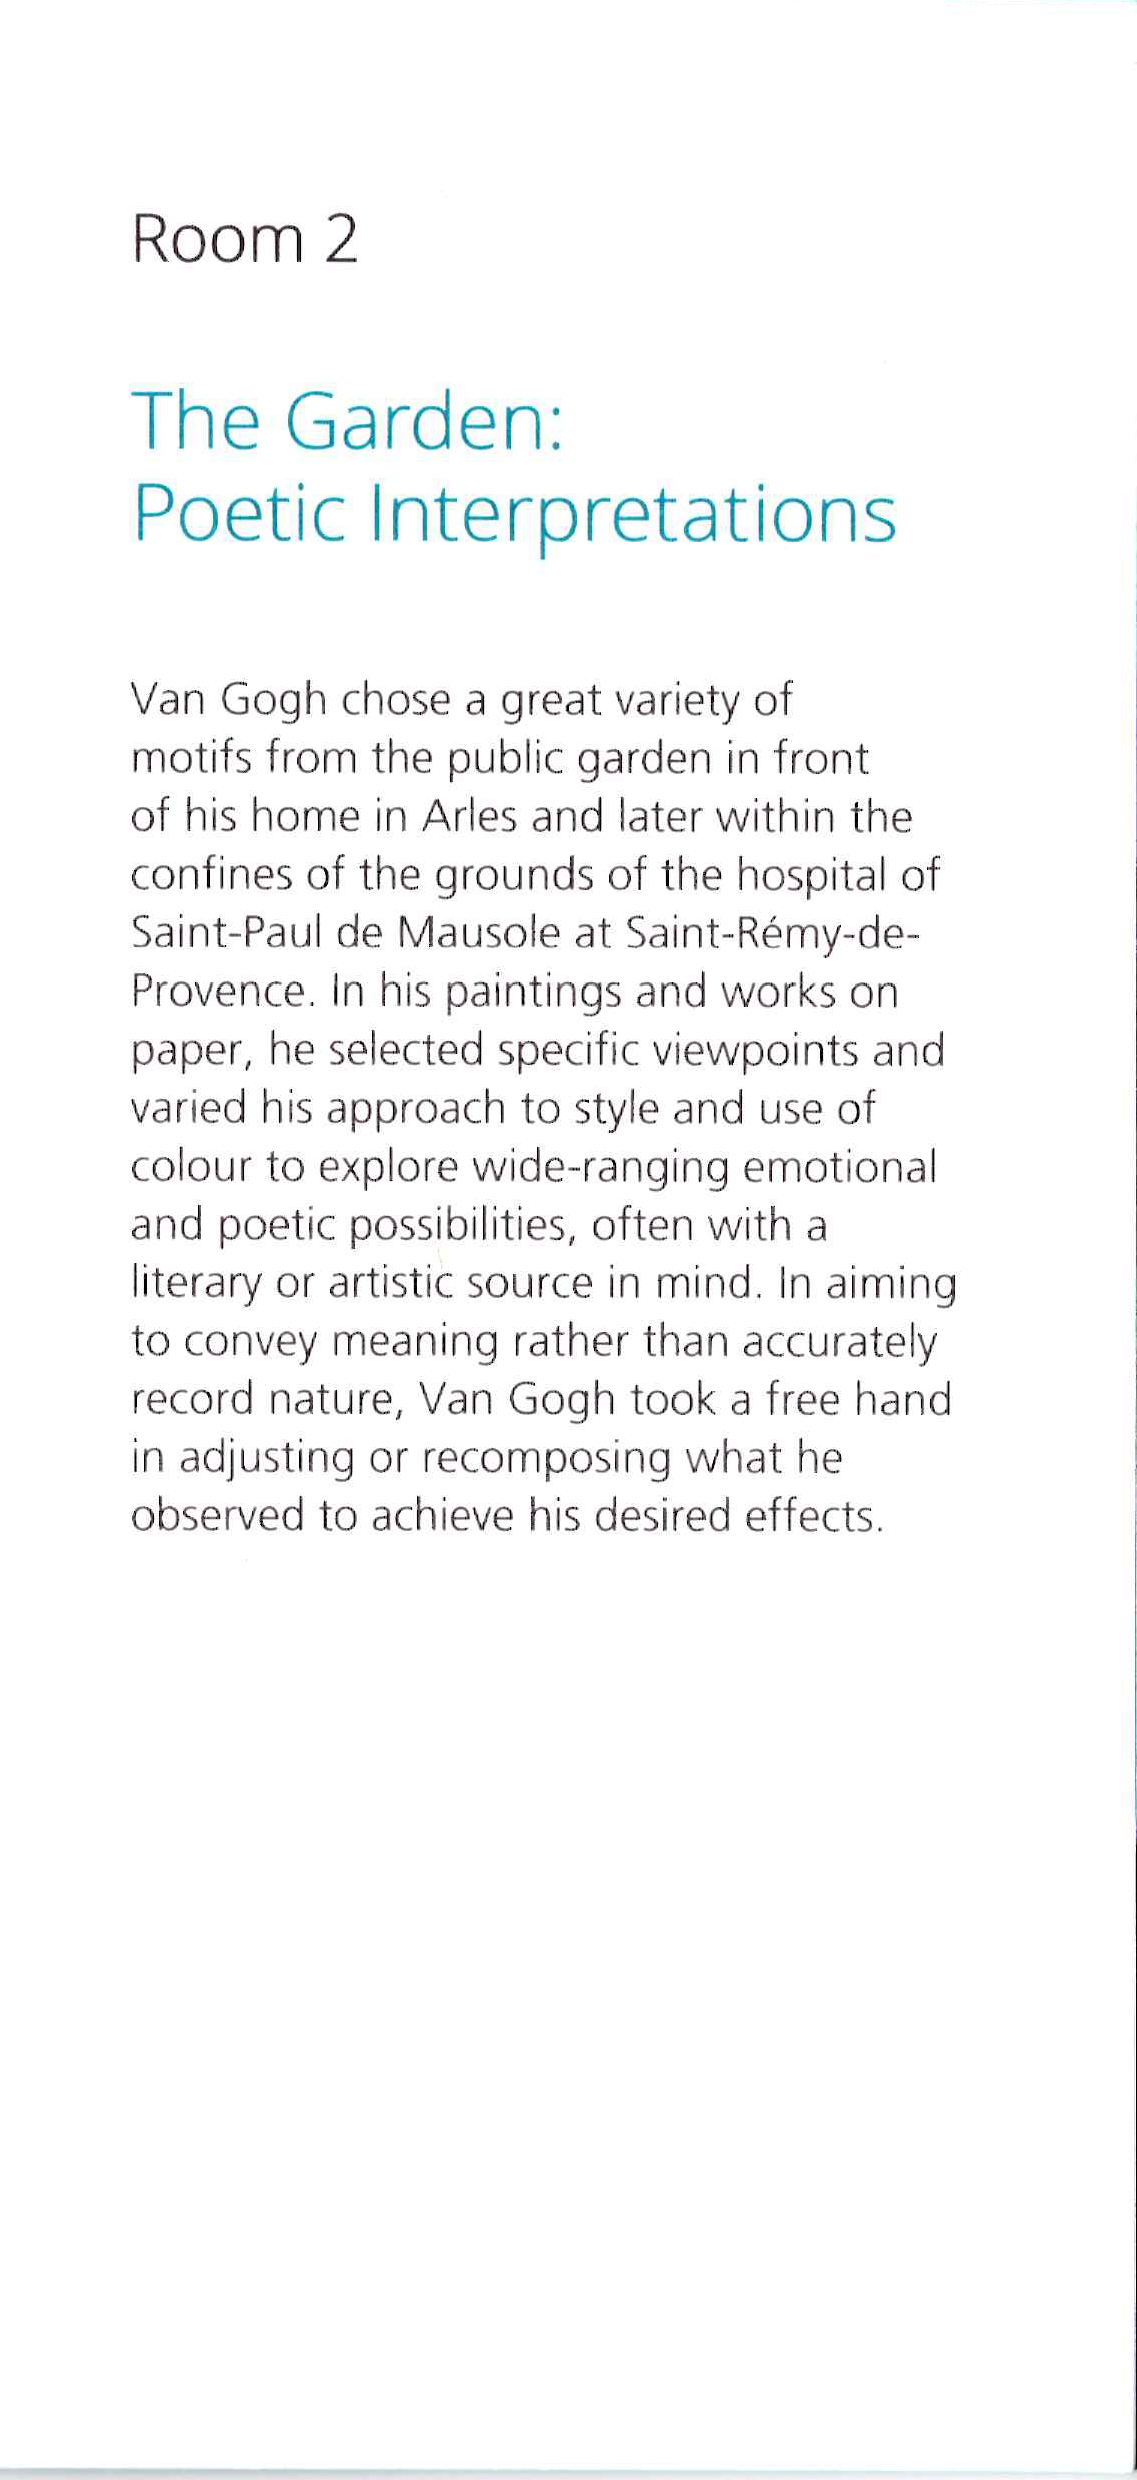 Room 2
The Garden:
Poetic Interpretations
Van Gogh chose a great variety of
motifs from the public garden in front
of his home in Arles and later within the
confines of the grounds of the hospital of
Saint-Paul de Mausole at Saint-Rémy-de-
Provence. In his paintings and works on
paper, he selected specific viewpoints and
varied his approach to style and use of
colour to explore wide-ranging emotional
and poetic possibilities, often with a
literary or artistic source in mind. In aiming
to convey meaning rather than accurately
record nature, Van Gogh took a free hand
in adjusting or recomposing what he
observed to achieve his desired effects.